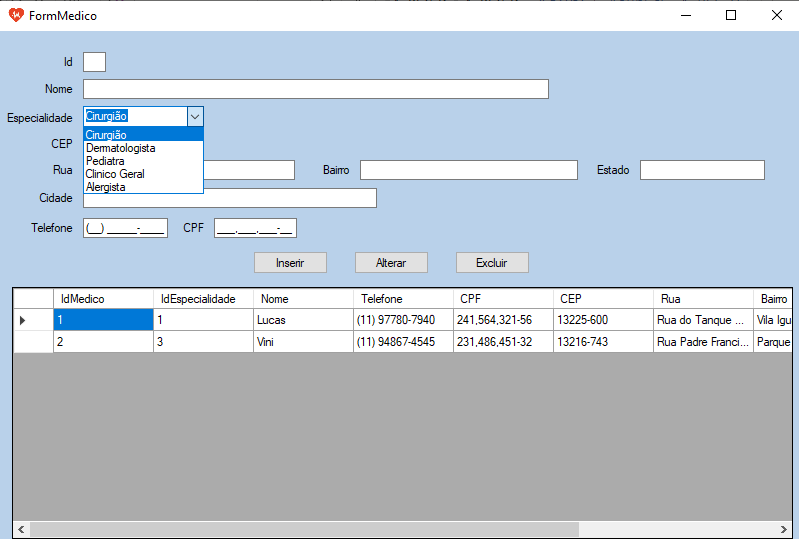 FormMedico
Id
Nome
Especialidade Cirurgião
Cirurgião
Dermatologista
Pediatra
Clinico Geral
Alergista
CEP
Rua Bairro Estado
Cidade
Telefone (__) _____-____ CPF ___.___.___-__
Inserir Alterar Excluir
IdMedico IdEspecialidade Nome Telefone CPF CEP Rua Bairro
1 1 Lucas (11) 97780-7940 241,564,321-56 13225-600 Rua do Tanque ... Vila Igu
2 3 Vini (11) 94867-4545 231,486,451-32 13216-743 Rua Padre Franci... Parque